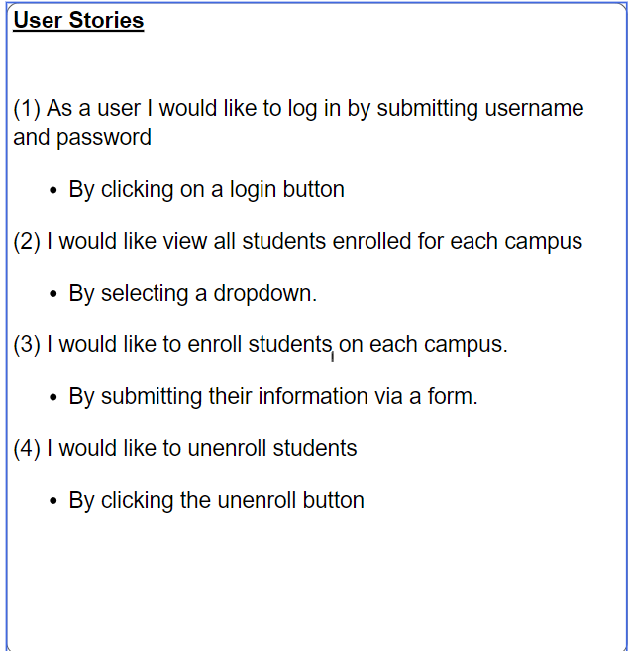 User Stories
(1) As a user I would like to log in by submitting username
and password
• By clicking on a login button
(2) I would like view all students enrolled for each campus
• By selecting a dropdown.
(3) I would like to enroll students on each campus.
• By submitting their information via a form.
(4) I would like to unenroll students
• By clicking the unenroll button